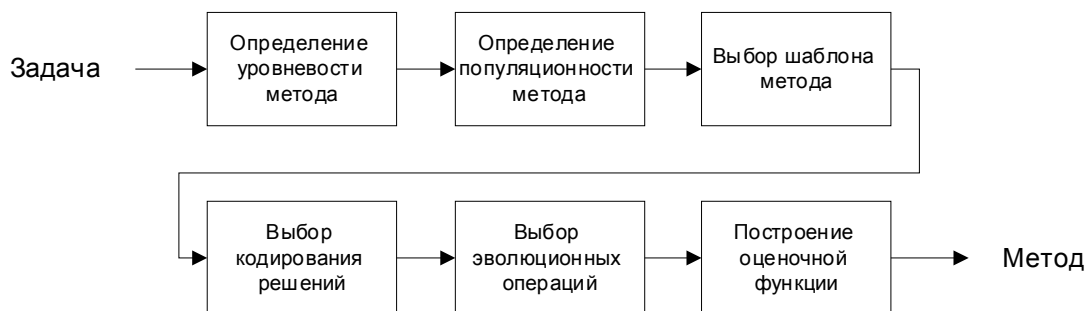 Задача
Определение
уровневости
метода
Определение
популяционности
метода
Выбор шаблона
метода
Выбор
кодирования
решений
Выбор
эволюционных
операций
Построение
оценочной
функции
Метод